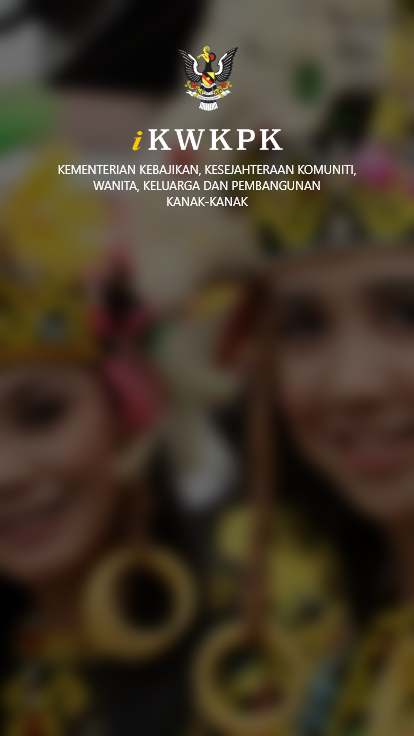 iKWKPK
KEMENTERIAN KEBAJIKAN, KESEJAHTERAAN KOMUNITI,
WANITA, KELUARGA DAN PEMBANGUNAN
KANAK-KANAK